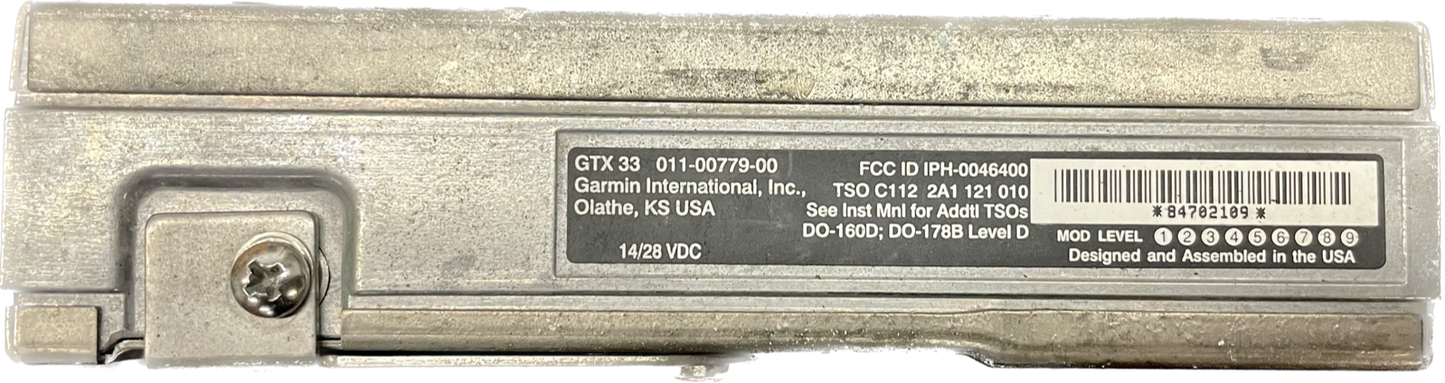 GTX 33 011-00779-00
Garmin International, Inc.,
Olathe, KS USA
14/28 VDC
FCC ID IPH-0046400
TSO C112 2A1 121 010
See Inst Mnl for Addtl TSOs
DO-160D; DO-178B Level D
*84702109*
MOD LEVEL 1 2 3 4 5 6 7 8 9
Designed and Assembled in the USA